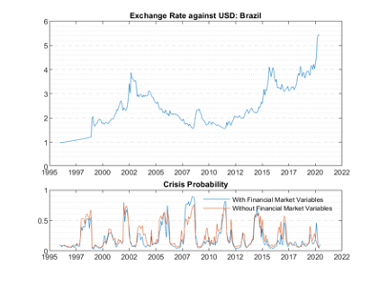 Exchange Rate against USD: Brazil
6
5
4
3
2
1
0
1995 1997 2000 2002 2005 2007 2010 2012 2015 2017 2020 2022
Crisis Probability
1
0.5
0
With Financial Market Variables
Without Financial Market Variables
1995 1997 2000 2002 2005 2007 2010 2012 2015 2017 2020 2022